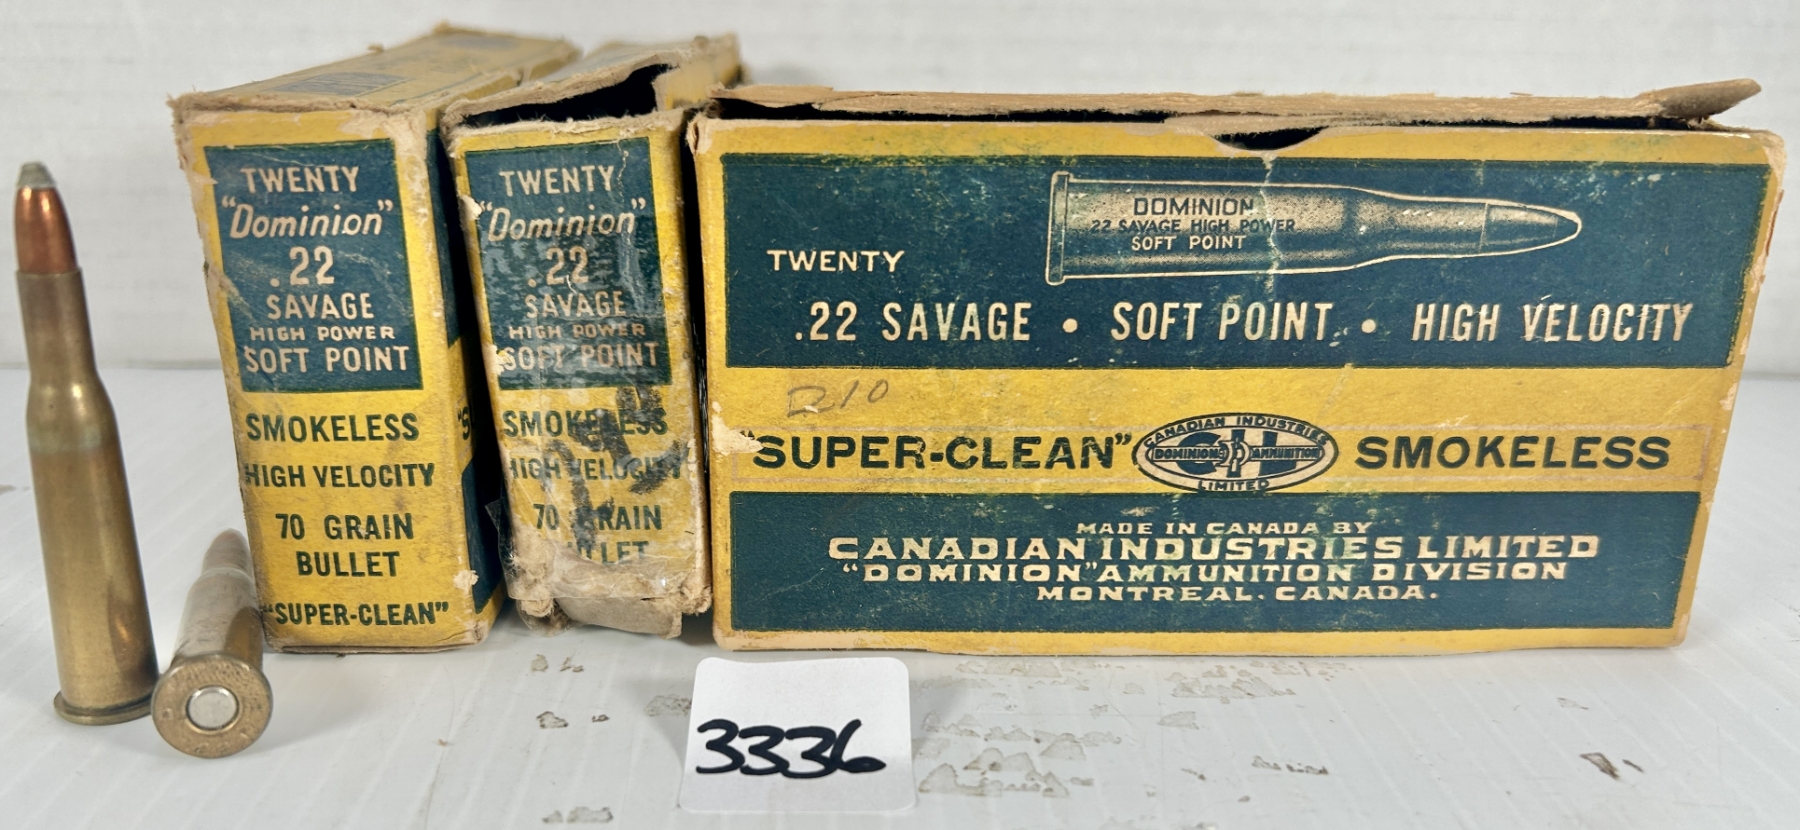 TWENTY
"Dominion"
.22
SAVAGE
HIGH POWER
SOFT POINT
SMOKELESS
HIGH VELOCITY
70 GRAIN
BULLET
"SUPER-CLEAN"
TWENTY
"Dominion"
.22
SAVAGE
HIGH POWER
SOFT POINT
SMOKELESS
HIGH VELOCITY
70 GRAIN
DOMINION
22 SAVAGE HIGH POWER
SOFT POINT
TWENTY
.22 SAVAGE • SOFT POINT • HIGH VELOCITY
"SUPER-CLEAN" SMOKELESS
CANADIAN INDUSTRIES
DOMINION CIL AMMUNITION
LIMITED
MADE IN CANADA BY
CANADIAN INDUSTRIES LIMITED
"DOMINION" AMMUNITION DIVISION
MONTREAL. CANADA.
3336